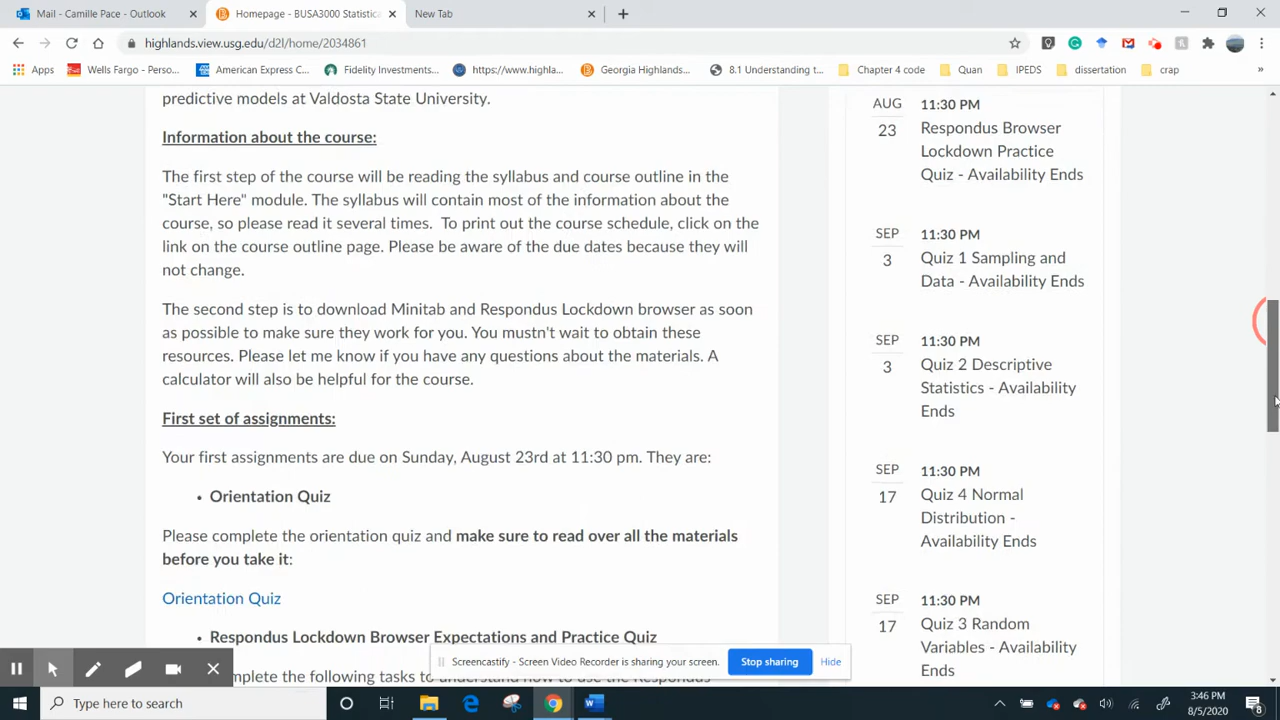 Mail - Camille Pace - Outlook
Homepage - BUSA3000 Statistical
New Tab
highlands.view.usg.edu/d2l/home/2034861
Apps
Wells Fargo - Perso...
American Express C...
Fidelity Investments...
https://www.highla...
Georgia Highlands...
8.1 Understanding t...
Chapter 4 code
Quan
IPEDS
dissertation
crap
»
predictive models at Valdosta State University.
Information about the course:
The first step of the course will be reading the syllabus and course outline in the
"Start Here" module. The syllabus will contain most of the information about the
course, so please read it several times. To print out the course schedule, click on the
link on the course outline page. Please be aware of the due dates because they will
not change.
The second step is to download Minitab and Respondus Lockdown browser as soon
as possible to make sure they work for you. You mustn't wait to obtain these
resources. Please let me know if you have any questions about the materials. A
calculator will also be helpful for the course.
First set of assignments:
Your first assignments are due on Sunday, August 23rd at 11:30 pm. They are:
• Orientation Quiz
Please complete the orientation quiz and make sure to read over all the materials
before you take it:
Orientation Quiz
• Respondus Lockdown Browser Expectations and Practice Quiz
mplete the following tasks to understand how to use the Respondus
AUG
23
11:30 PM
Respondus Browser
Lockdown Practice
Quiz - Availability Ends
SEP
3
11:30 PM
Quiz 1 Sampling and
Data - Availability Ends
SEP
3
11:30 PM
Quiz 2 Descriptive
Statistics - Availability
Ends
SEP
17
11:30 PM
Quiz 4 Normal
Distribution -
Availability Ends
SEP
17
11:30 PM
Quiz 3 Random
Variables - Availability
Ends
Screencastify - Screen Video Recorder is sharing your screen.
Stop sharing
Hide
Type here to search
3:46 PM
8/5/2020
8